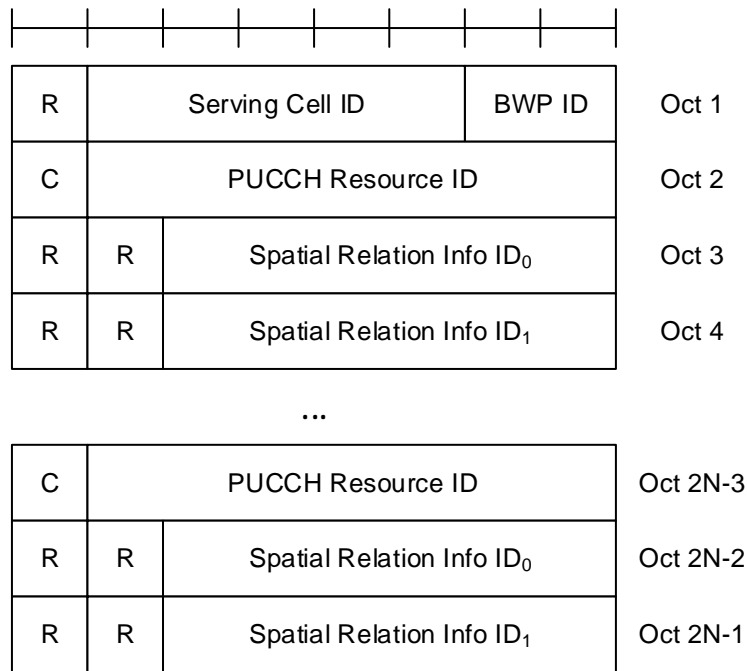 R Serving Cell ID BWP ID Oct 1
C PUCCH Resource ID Oct 2
R R Spatial Relation Info ID₀ Oct 3
R R Spatial Relation Info ID₁ Oct 4
...
C PUCCH Resource ID Oct 2N-3
R R Spatial Relation Info ID₀ Oct 2N-2
R R Spatial Relation Info ID₁ Oct 2N-1